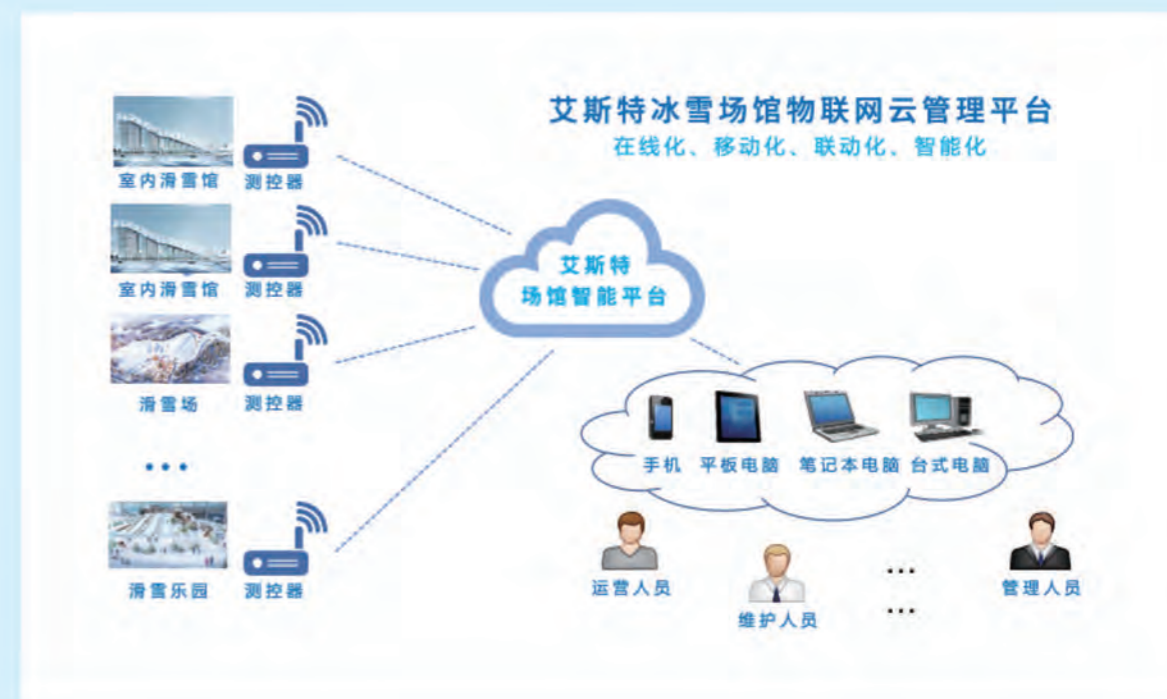 艾斯特冰雪场馆物联网云管理平台
在线化、移动化、联动化、智能化
室内滑雪馆 测控器
室内滑雪馆 测控器
滑雪场 测控器
...
滑雪乐园 测控器
艾斯特
场馆智能平台
手机 平板电脑 笔记本电脑 台式电脑
运营人员
维护人员
...
...
管理人员